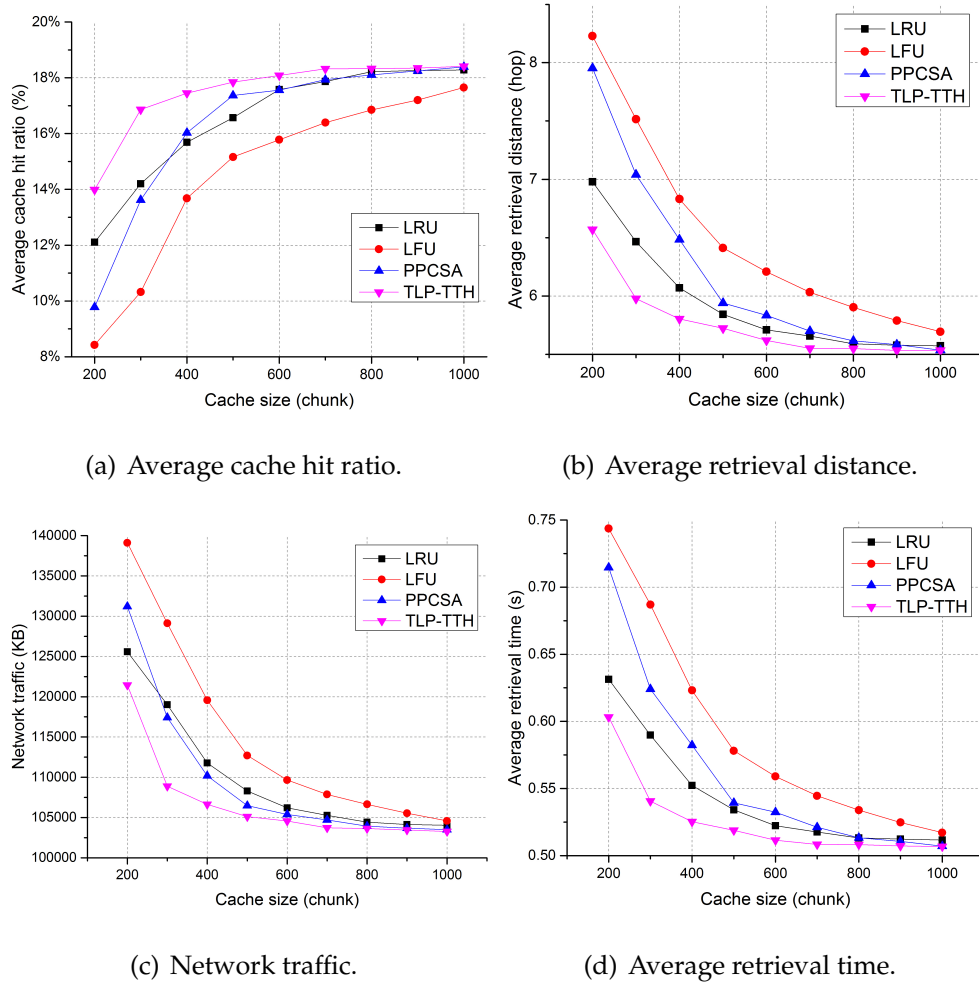 20%
18%
16%
14%
12%
10%
8%
Average cache hit ratio (%)
200 400 600 800 1000
Cache size (chunk)
LRU
LFU
PPCSA
TLP-TTH
(a) Average cache hit ratio.
8
7
6
Average retrieval distance (hop)
200 400 600 800 1000
Cache size (chunk)
LRU
LFU
PPCSA
TLP-TTH
(b) Average retrieval distance.
140000
135000
130000
125000
120000
115000
110000
105000
100000
Network traffic (KB)
200 400 600 800 1000
Cache size (chunk)
LRU
LFU
PPCSA
TLP-TTH
(c) Network traffic.
0.75
0.70
0.65
0.60
0.55
0.50
Average retrieval time (s)
200 400 600 800 1000
Cache size (chunk)
LRU
LFU
PPCSA
TLP-TTH
(d) Average retrieval time.